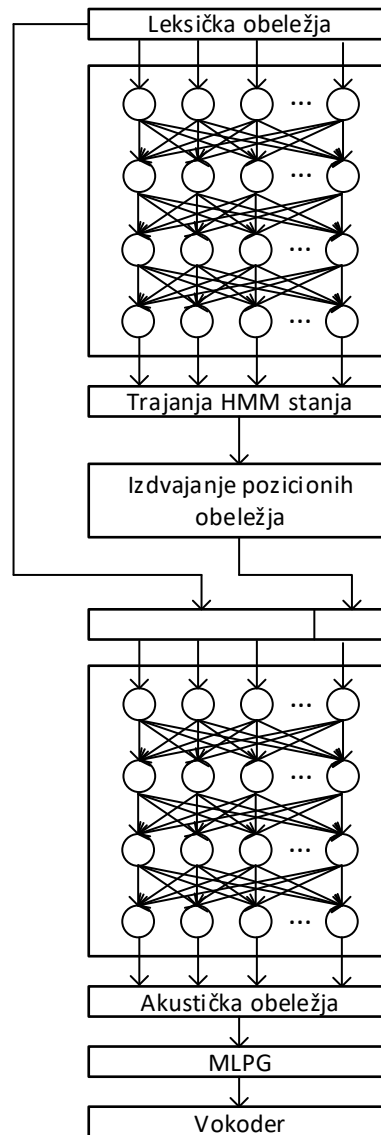 Leksička obeležja
...
...
...
...
Trajanja HMM stanja
Izdvajanje pozicionih
obeležja
...
...
...
...
Akustička obeležja
MLPG
Vokoder